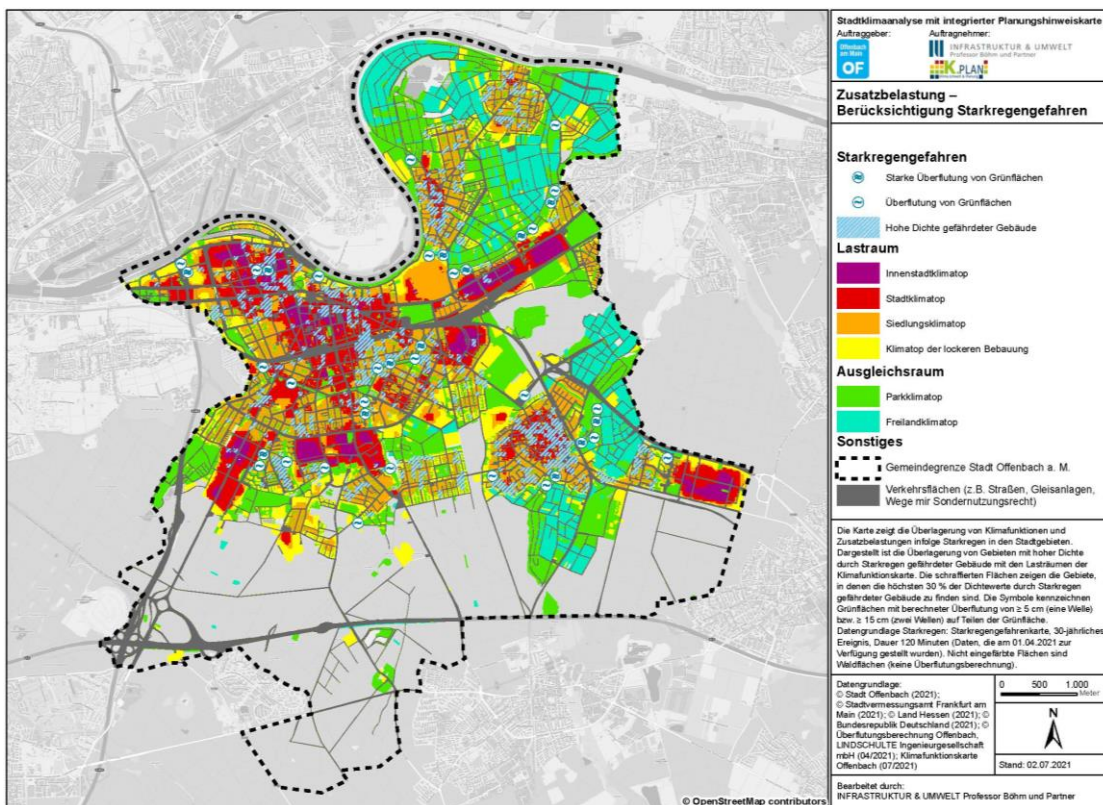 Stadtklimaanalyse mit integrierter Planungshinweiskarte
Auftraggeber:
Auftragnehmer:
Offenbach
am Main
OF
INFRASTRUKTUR & UMWELT
Professor Böhm und Partner
K.PLAN
Zusatzbelastung –
Berücksichtigung Starkregengefahren
Starkregengefahren
Starke Überflutung von Grünflächen
Überflutung von Grünflächen
Hohe Dichte gefährdeter Gebäude
Lastraum
Innenstadtklimatop
Stadtklimatop
Siedlungsklimatop
Klimatop der lockeren Bebauung
Ausgleichsraum
Parkklimatop
Freilandklimatop
Sonstiges
Gemeindegrenze Stadt Offenbach a. M.
Verkehrsflächen (z.B. Straßen, Gleisanlagen,
Wege mir Sondernutzungsrecht)
Die Karte zeigt die Überlagerung von Klimafunktionen und
Zusatzbelastungen infolge Starkregen in den Stadtgebieten.
Dargestellt ist die Überlagerung von Gebieten mit hoher Dichte
durch Starkregen gefährdeter Gebäude mit den Lasträumen der
Klimafunktionskarte. Die schraffierten Flächen zeigen die Gebiete,
in denen die höchsten 30 % der Dichtewerte durch Starkregen
gefährdeter Gebäude zu finden sind. Die Symbole kennzeichnen
Grünflächen mit berechneter Überflutung von ≥ 5 cm (eine Welle)
bzw. ≥ 15 cm (zwei Wellen) auf Teilen der Grünfläche.
Datengrundlage Starkregen: Starkregengefahrenkarte, 30-jährliches
Ereignis, Dauer 120 Minuten (Daten, die am 01.04.2021 zur
Verfügung gestellt wurden). Nicht eingefärbte Flächen sind
Waldflächen (keine Überflutungsberechnung).
Datengrundlage:
© Stadt Offenbach (2021);
© Stadtvermessungsamt Frankfurt am
Main (2021); © Land Hessen (2021); ©
Bundesrepublik Deutschland (2021); ©
Überflutungsberechnung Offenbach,
LINDSCHULTE Ingenieurgesellschaft
mbH (04/2021); Klimafunktionskarte
Offenbach (07/2021)
0 500 1.000
Meter
N
Stand: 02.07.2021
Bearbeitet durch:
INFRASTRUKTUR & UMWELT Professor Böhm und Partner
© OpenStreetMap contributors